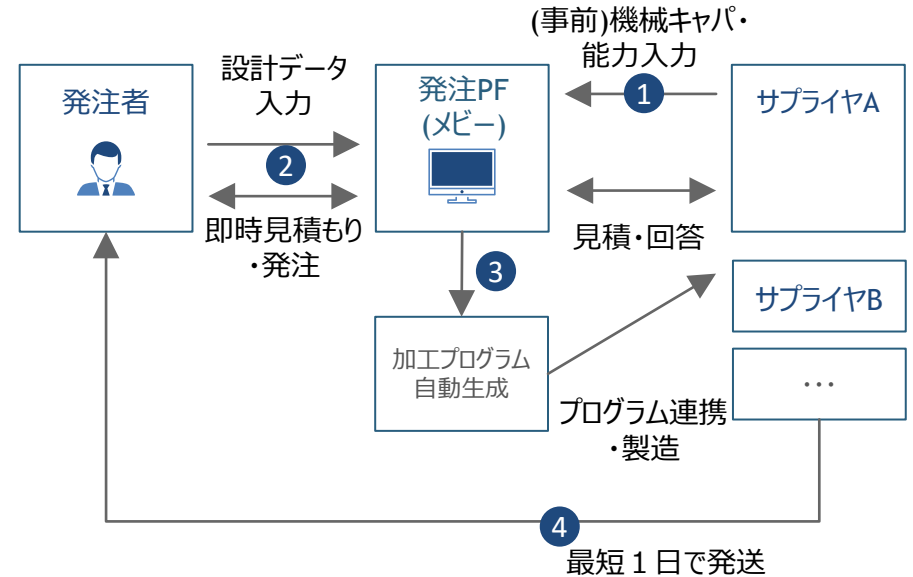 (事前)機械キャパ・
能力入力
1
発注者
設計データ
入力
2
即時見積もり
・発注
発注PF
(メビー)
サプライヤA
見積・回答
3
サプライヤB
加工プログラム
自動生成
…
プログラム連携
・製造
4
最短１日で発送